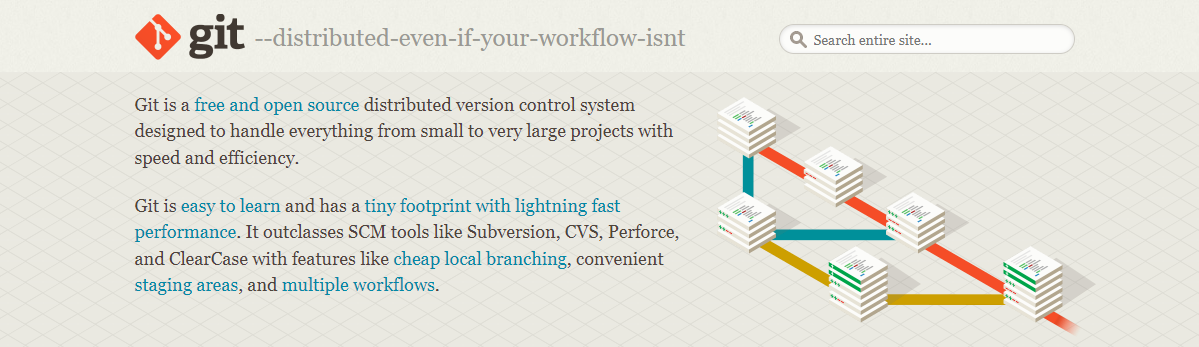 git --distributed-even-if-your-workflow-isnt
Search entire site...
Git is a free and open source distributed version control system
designed to handle everything from small to very large projects with
speed and efficiency.
Git is easy to learn and has a tiny footprint with lightning fast
performance. It outclasses SCM tools like Subversion, CVS, Perforce,
and ClearCase with features like cheap local branching, convenient
staging areas, and multiple workflows.